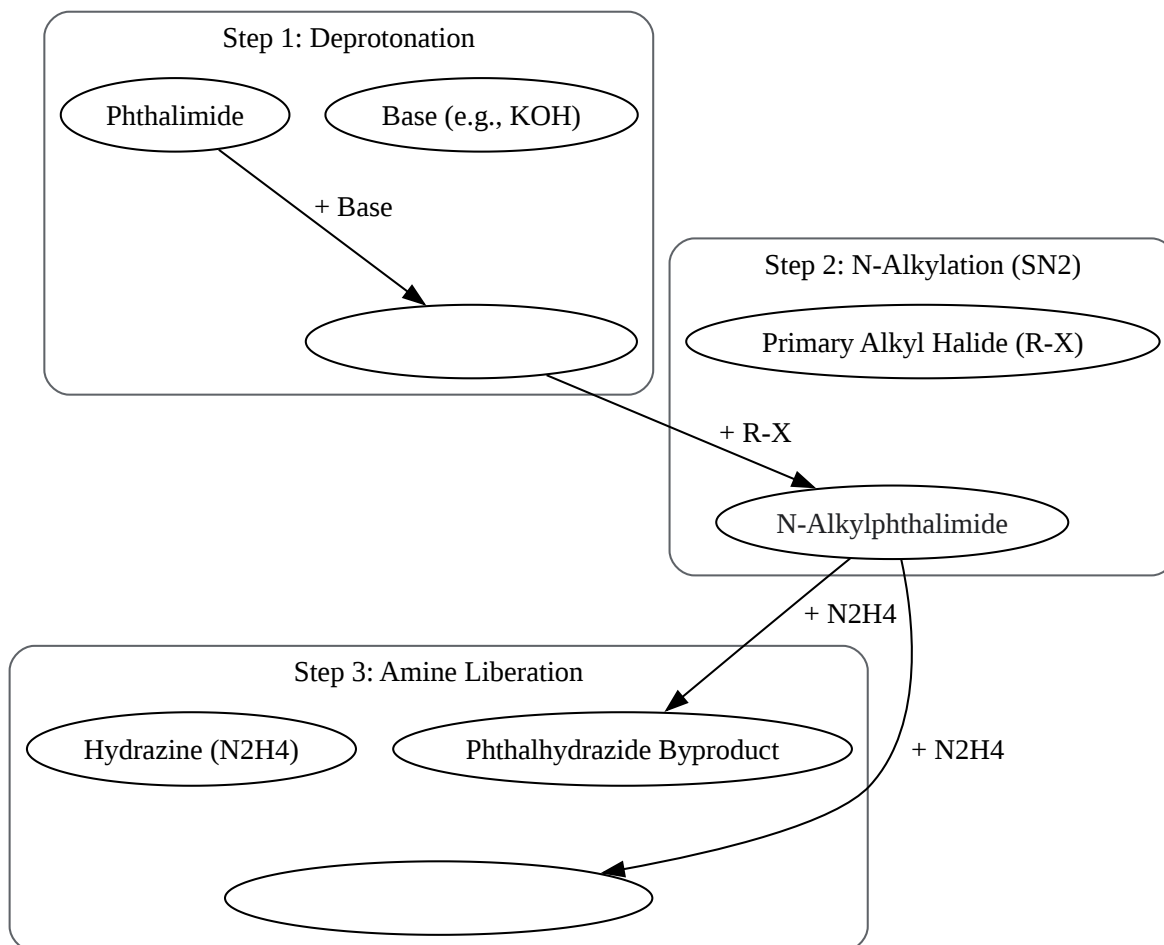 Step 1: Deprotonation
Phthalimide
Base (e.g., KOH)
+ Base
Step 2: N-Alkylation (SN2)
Primary Alkyl Halide (R-X)
+ R-X
N-Alkylphthalimide
+ N2H4
Step 3: Amine Liberation
Hydrazine (N2H4)
Phthalhydrazide Byproduct
+ N2H4